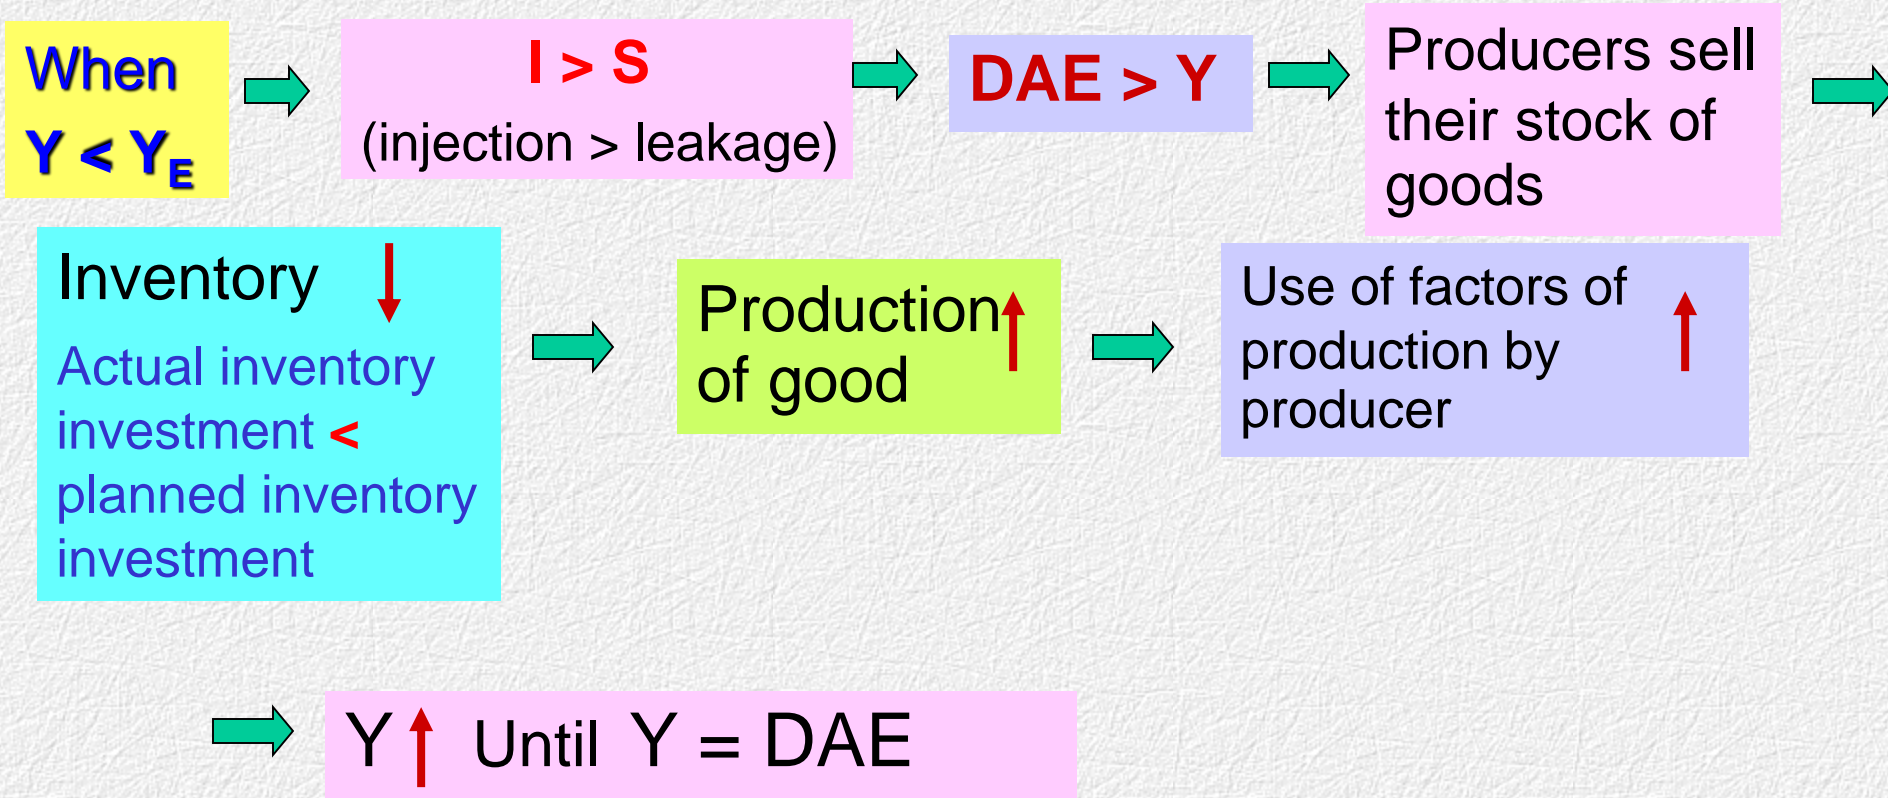 When
Y < YE
I > S
(injection > leakage)
DAE > Y
Producers sell
their stock of
goods
Inventory
Actual inventory
investment <
planned inventory
investment
Production
of good
Use of factors of
production by
producer
Y Until Y = DAE